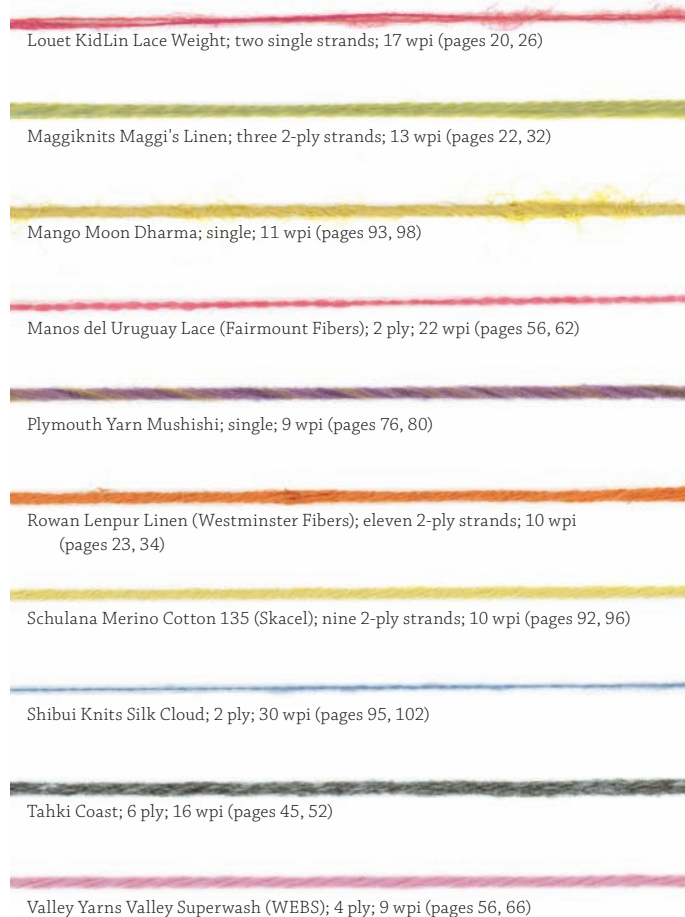 Louet KidLin Lace Weight; two single strands; 17 wpi (pages 20, 26)
Maggiknits Maggi's Linen; three 2-ply strands; 13 wpi (pages 22, 32)
Mango Moon Dharma; single; 11 wpi (pages 93, 98)
Manos del Uruguay Lace (Fairmount Fibers); 2 ply; 22 wpi (pages 56, 62)
Plymouth Yarn Mushishi; single; 9 wpi (pages 76, 80)
Rowan Lenpur Linen (Westminster Fibers); eleven 2-ply strands; 10 wpi
(pages 23, 34)
Schulana Merino Cotton 135 (Skacel); nine 2-ply strands; 10 wpi (pages 92, 96)
Shibui Knits Silk Cloud; 2 ply; 30 wpi (pages 95, 102)
Tahki Coast; 6 ply; 16 wpi (pages 45, 52)
Valley Yarns Valley Superwash (WEBS); 4 ply; 9 wpi (pages 56, 66)